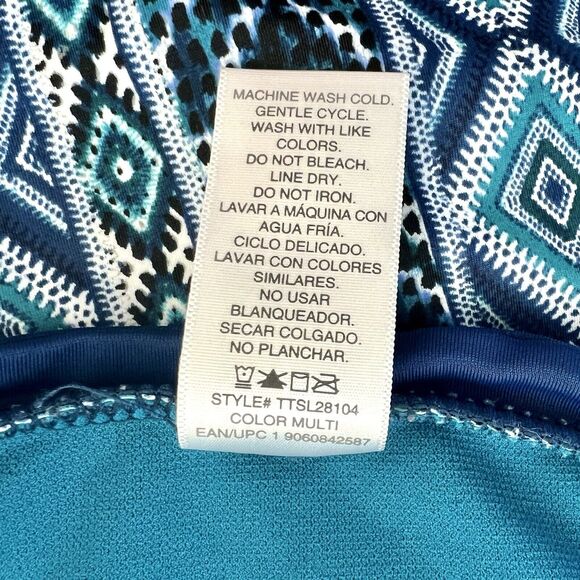 MACHINE WASH COLD.
GENTLE CYCLE.
WASH WITH LIKE
COLORS.
DO NOT BLEACH.
LINE DRY.
DO NOT IRON.
LAVAR A MÁQUINA CON
AGUA FRÍA.
CICLO DELICADO.
LAVAR CON COLORES
SIMILARES.
NO USAR
BLANQUEADOR.
SECAR COLGADO.
NO PLANCHAR.
STYLE# TTSL28104
COLOR MULTI
EAN/UPC 1 9060842587